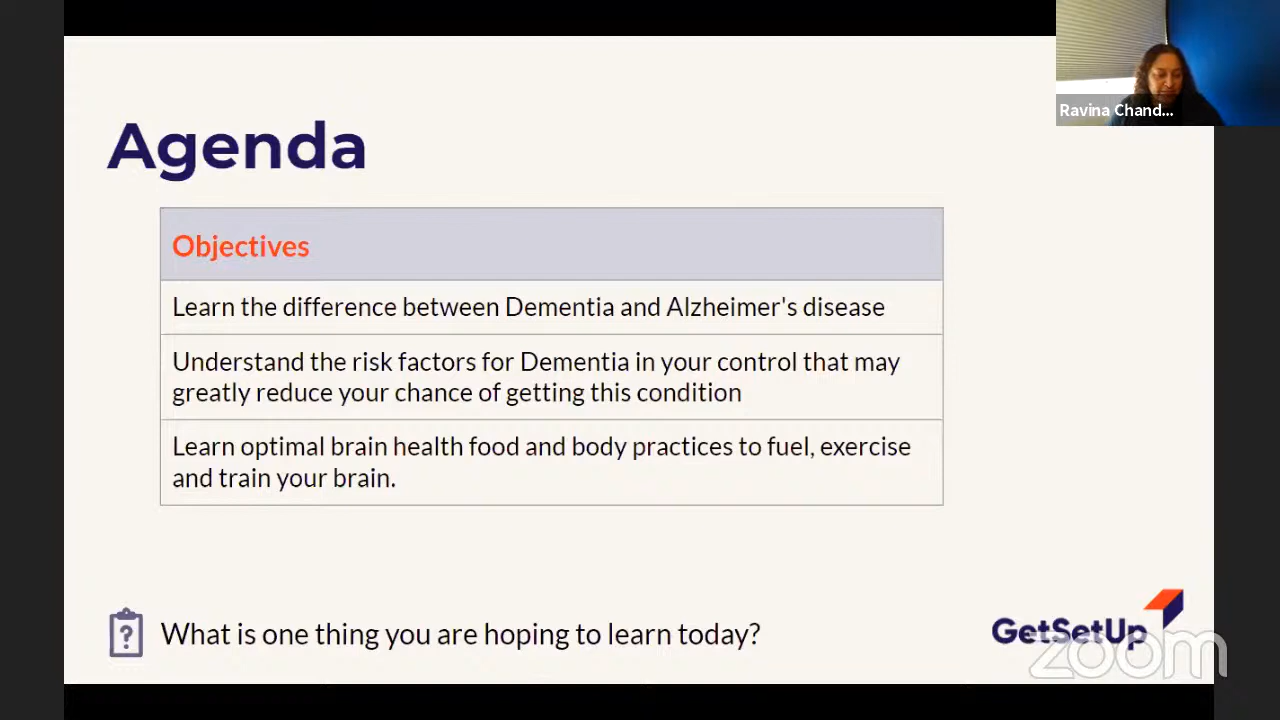 Ravina Chand...
Agenda
Objectives
Learn the difference between Dementia and Alzheimer's disease
Understand the risk factors for Dementia in your control that may
greatly reduce your chance of getting this condition
Learn optimal brain health food and body practices to fuel, exercise
and train your brain.
?
What is one thing you are hoping to learn today?
GetSetUp
zoom